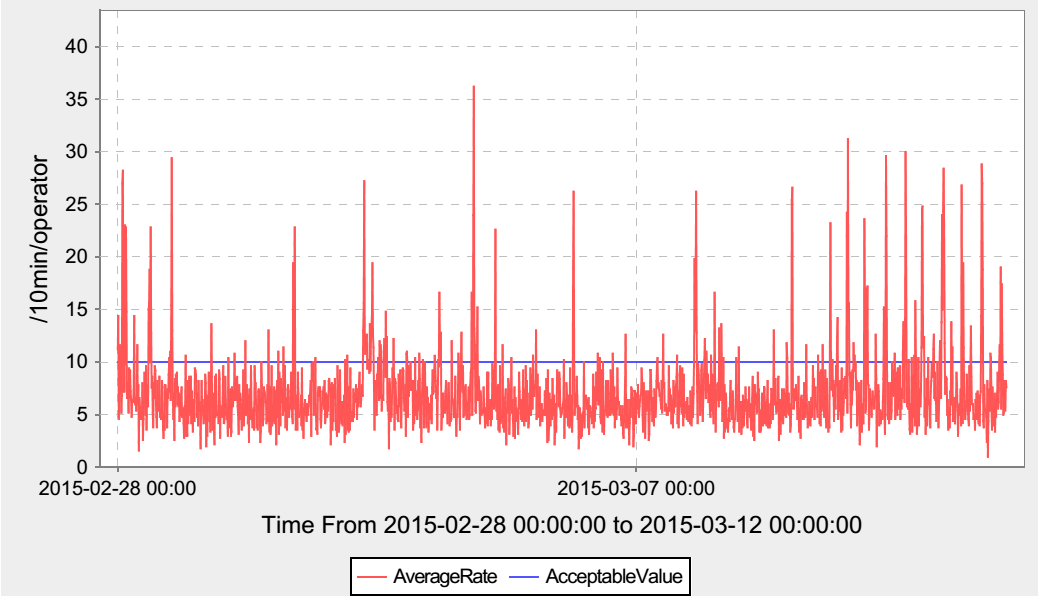 /10min/operator
40
35
30
25
20
15
10
5
0
2015-02-28 00:00 2015-03-07 00:00
Time From 2015-02-28 00:00:00 to 2015-03-12 00:00:00
AverageRate AcceptableValue